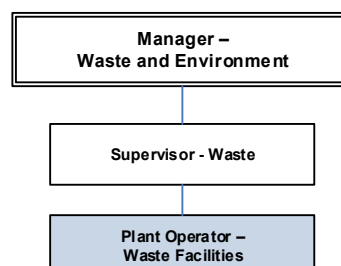 Manager –
Waste and Environment
Supervisor - Waste
Plant Operator –
Waste Facilities